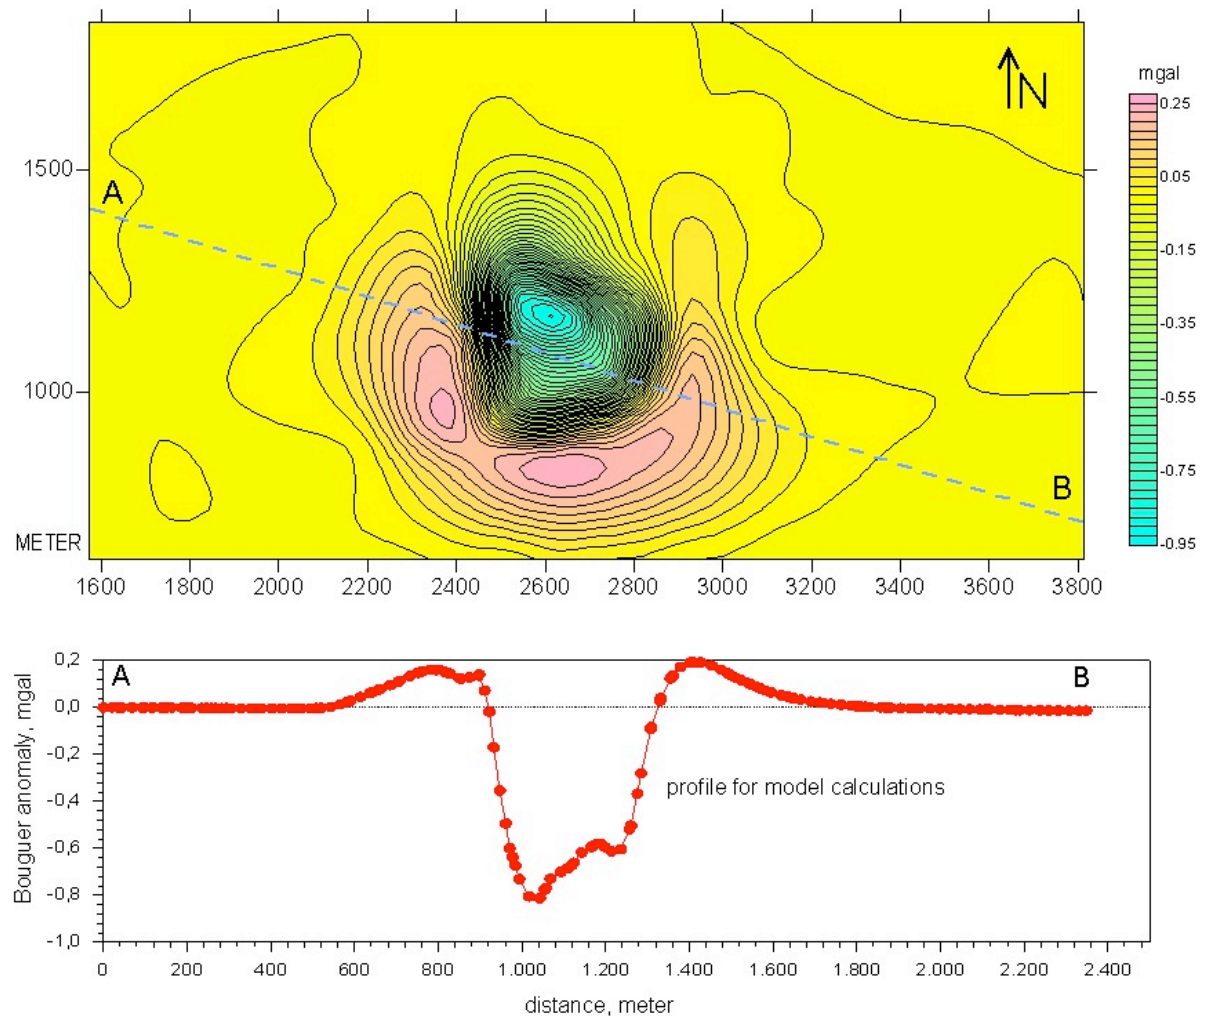 N
mgal
0.25
0.05
-0.15
-0.35
-0.55
-0.75
-0.95
1500
A
1000
B
METER
1600 1800 2000 2200 2400 2600 2800 3000 3200 3400 3600 3800
0,2
0,0
-0,2
-0,4
-0,6
-0,8
-1,0
Bouguer anomaly, mgal
A
B
profile for model calculations
0 200 400 600 800 1.000 1.200 1.400 1.600 1.800 2.000 2.200 2.400
distance, meter